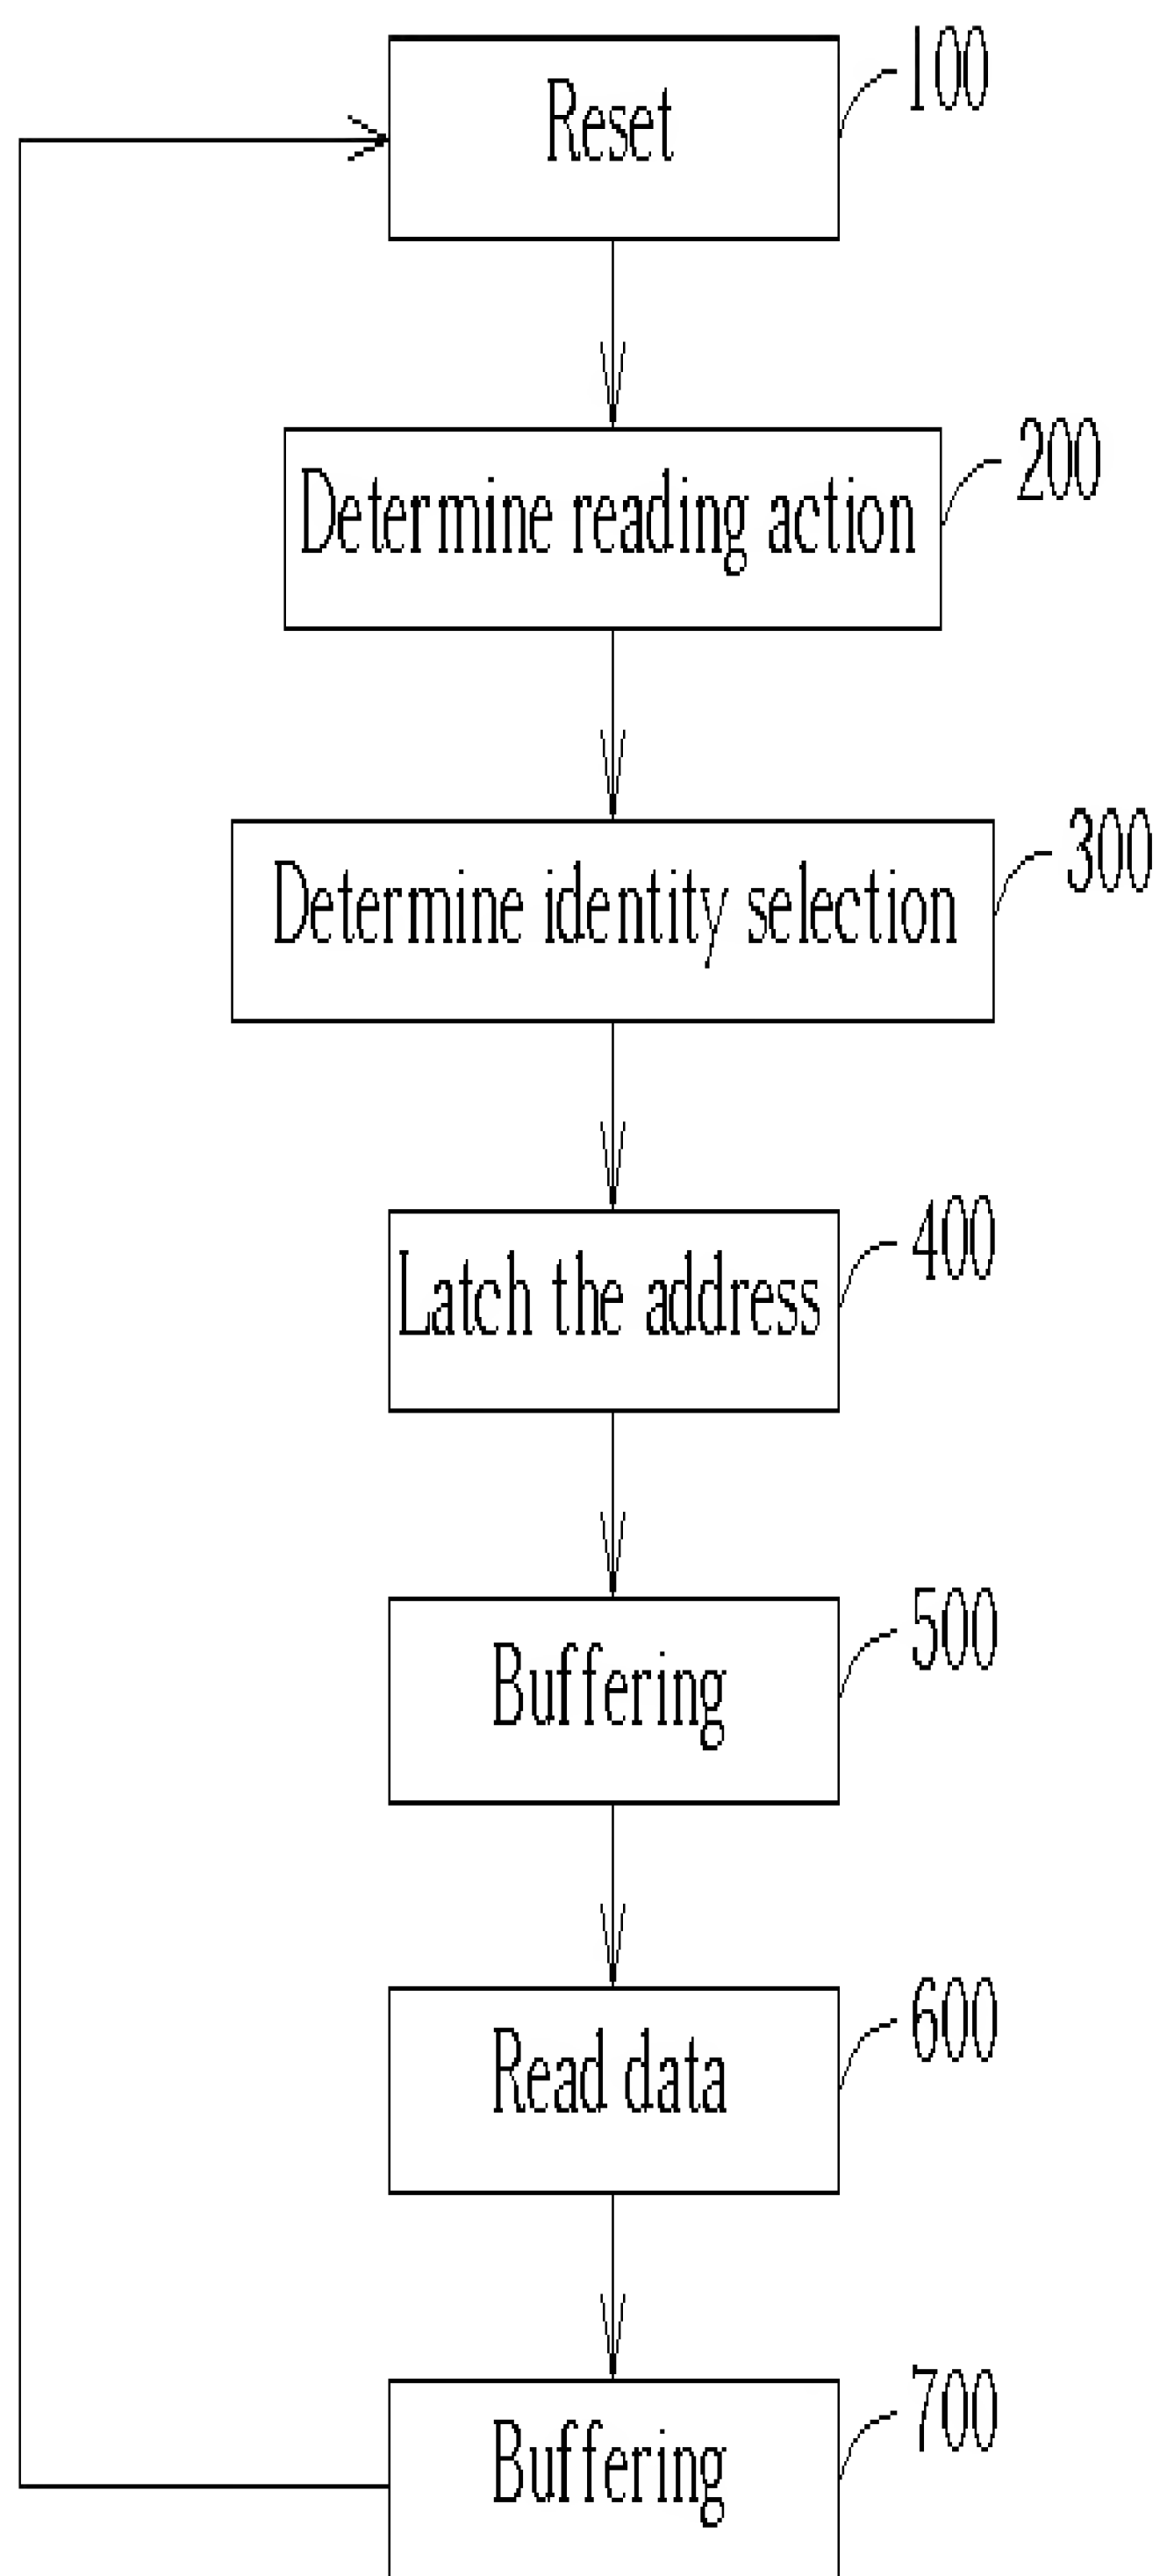 Reset
100
Determine reading action
200
Determine identity selection
300
Latch the address
400
Buffering
500
Read data
600
Buffering
700